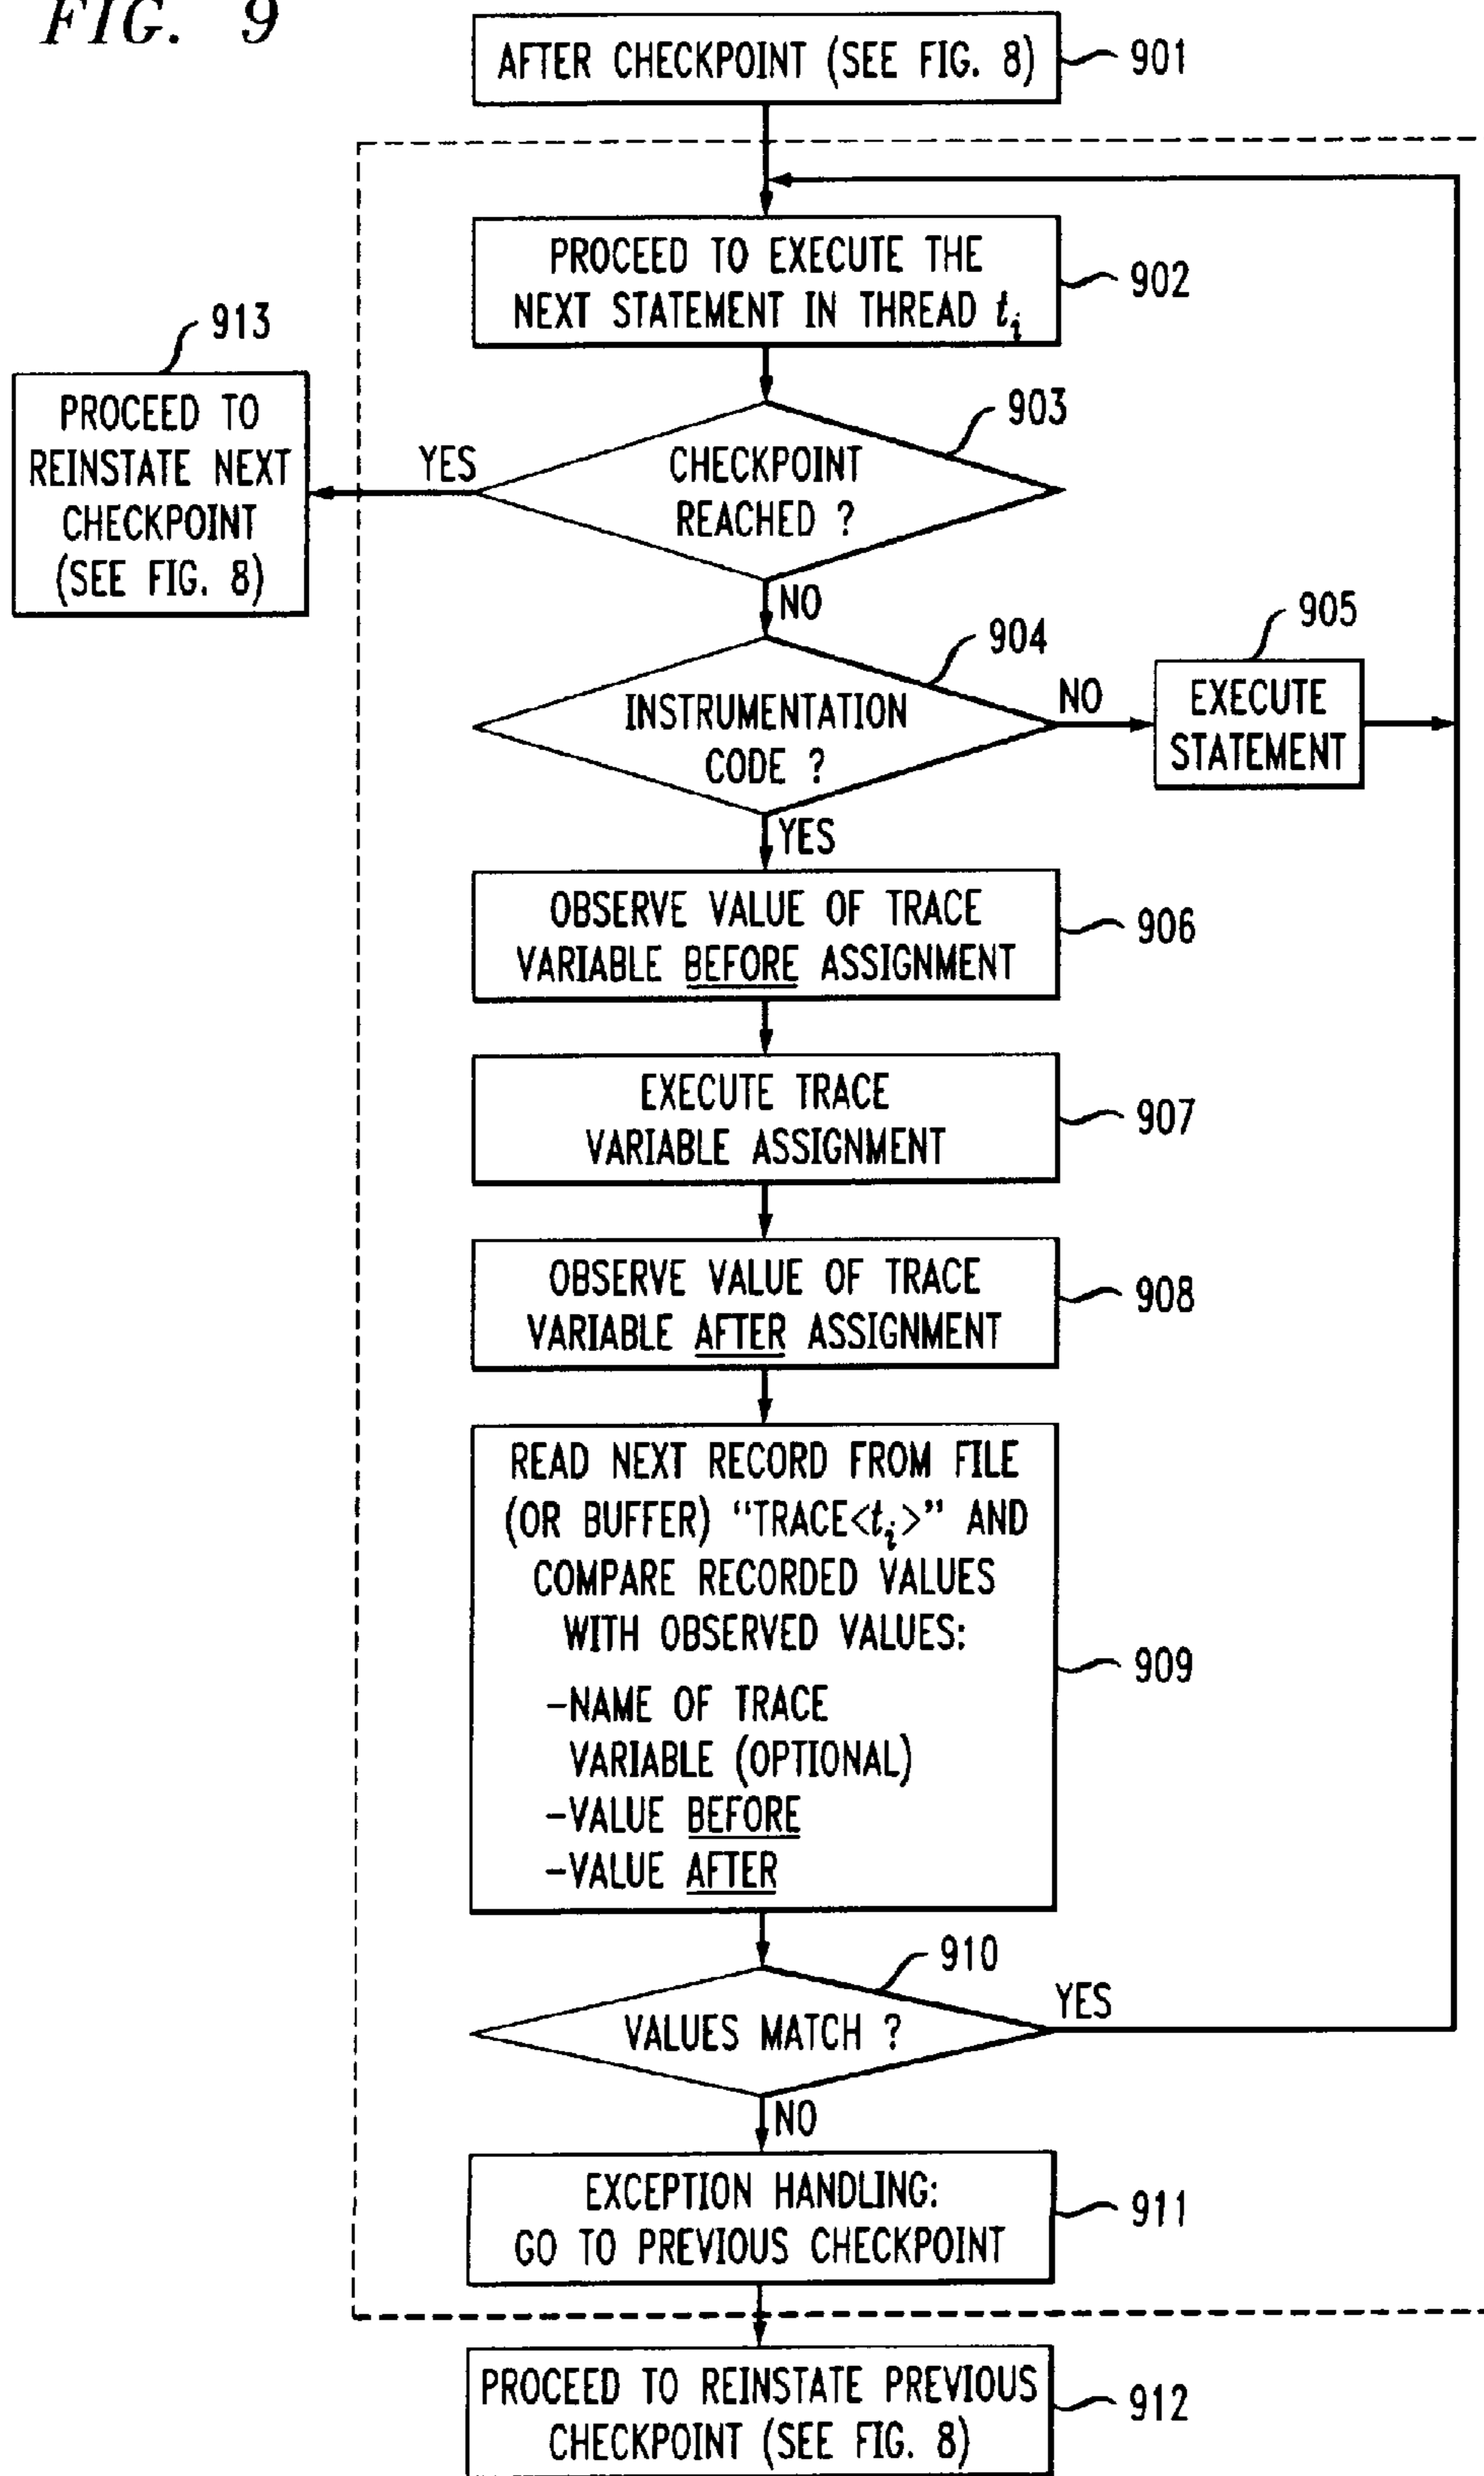 FIG. 9
AFTER CHECKPOINT (SEE FIG. 8)
901
PROCEED TO EXECUTE THE
NEXT STATEMENT IN THREAD ti
902
913
PROCEED TO
REINSTATE NEXT
CHECKPOINT
(SEE FIG. 8)
YES
CHECKPOINT
REACHED ?
903
NO
904
INSTRUMENTATION
CODE ?
NO
905
EXECUTE
STATEMENT
YES
OBSERVE VALUE OF TRACE
VARIABLE BEFORE ASSIGNMENT
906
EXECUTE TRACE
VARIABLE ASSIGNMENT
907
OBSERVE VALUE OF TRACE
VARIABLE AFTER ASSIGNMENT
908
READ NEXT RECORD FROM FILE
(OR BUFFER) “TRACE<ti>” AND
COMPARE RECORDED VALUES
WITH OBSERVED VALUES:
-NAME OF TRACE
VARIABLE (OPTIONAL)
-VALUE BEFORE
-VALUE AFTER
909
910
VALUES MATCH ?
YES
NO
EXCEPTION HANDLING:
GO TO PREVIOUS CHECKPOINT
911
PROCEED TO REINSTATE PREVIOUS
CHECKPOINT (SEE FIG. 8)
912